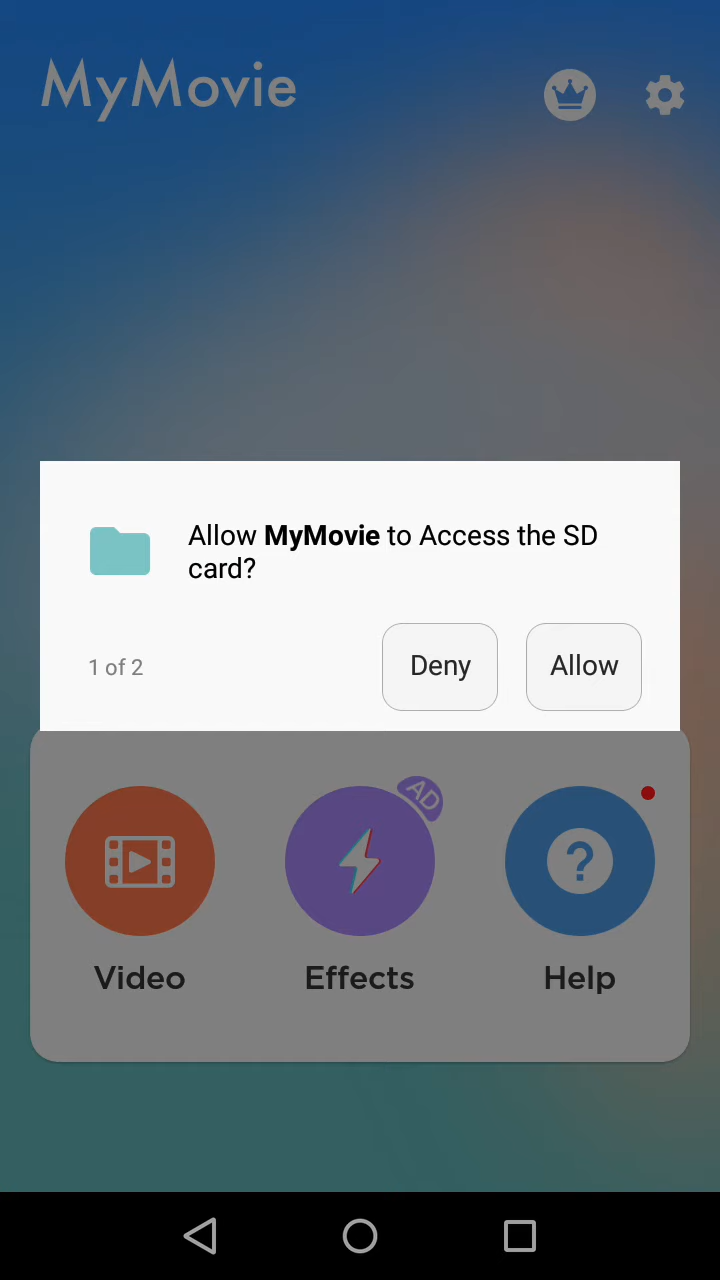 MyMovie
Allow MyMovie to Access the SD
card?
1 of 2
Deny
Allow
AD
?
Video
Effects
Help